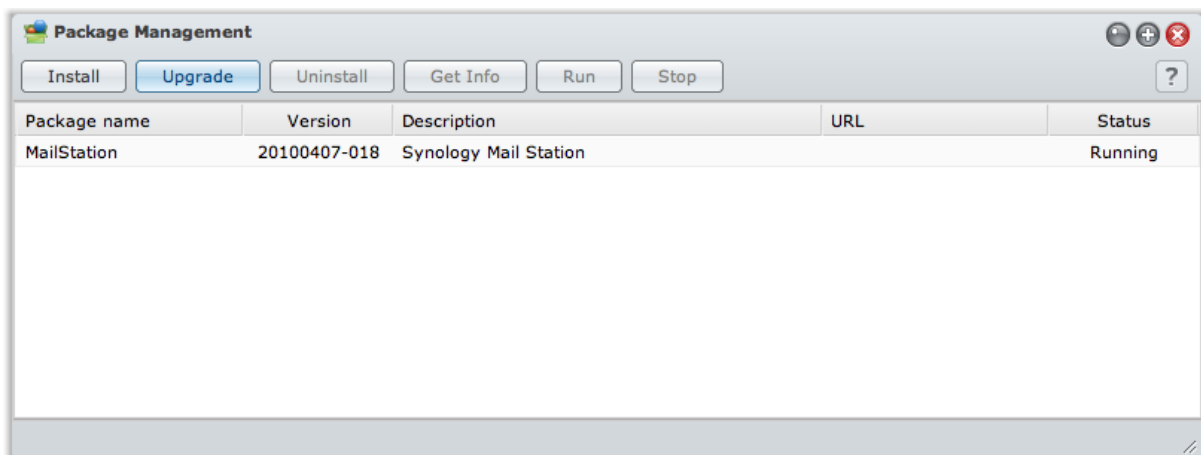 Package Management
Install Upgrade Uninstall Get Info Run Stop ?
Package name Version Description URL Status
MailStation 20100407-018 Synology Mail Station Running